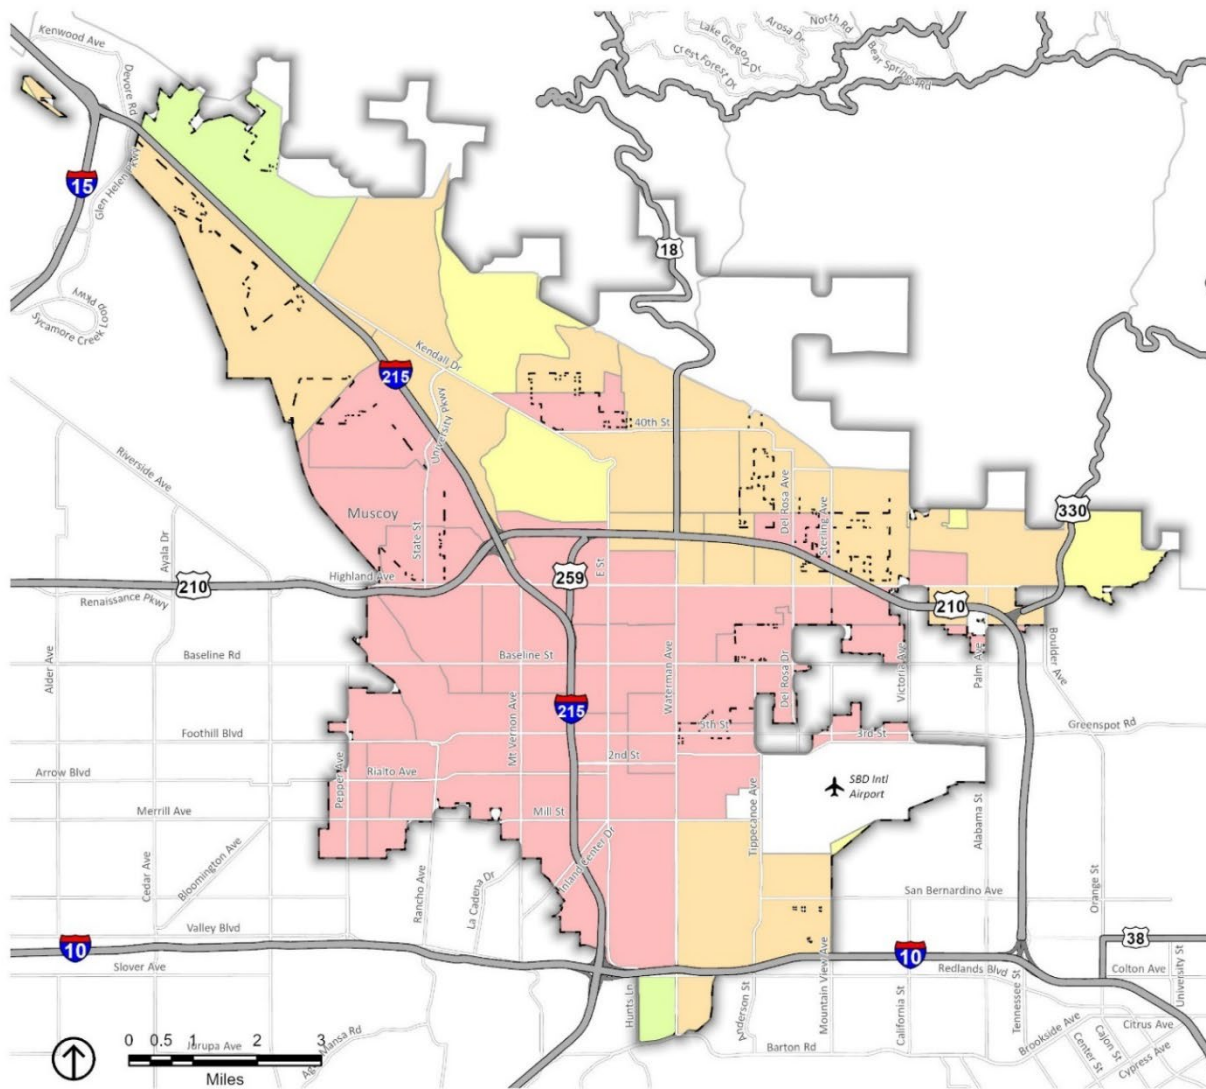 Kenwood Ave
Devore Rd
Glen Helen Pkwy
15
Sycamore Creek Loop Pkwy
North Rd
Arosa Dr
Lake Gregory Dr
Crest Forest Dr
Bear Springs Rd
18
Kendall Dr
215
University Pkwy
40th St
Riverside Ave
Muscoy
State St
Del Rosa Ave
Sterling Ave
330
Ayala Dr
210
Highland Ave
259
E St
Renaissance Pkwy
210
Alder Ave
Baseline Rd
Baseline St
Waterman Ave
Del Rosa Dr
Victoria Ave
Palm Ave
Boulder Ave
215
Mt Vernon Ave
5th St
Greenspot Rd
Foothill Blvd
3rd St
2nd St
Arrow Blvd
Pepper Ave
Rialto Ave
SBD Intl
Airport
Merrill Ave
Mill St
Tippecanoe Ave
Alabama St
Inland Center Dr
Cedar Ave
Bloomington Ave
Rancho Ave
La Cadena Dr
San Bernardino Ave
Orange St
Valley Blvd
10
10
38
Slover Ave
Redlands Blvd
Colton Ave
University St
Hunts Ln
Anderson St
Mountain View Ave
California St
Tennessee St
Brookside Ave
Citrus Ave
Cajon St
Center St
Cypress Ave
Barton Rd
Jurupa Ave
Mansa Rd
0 0.5 1 2 3
Miles